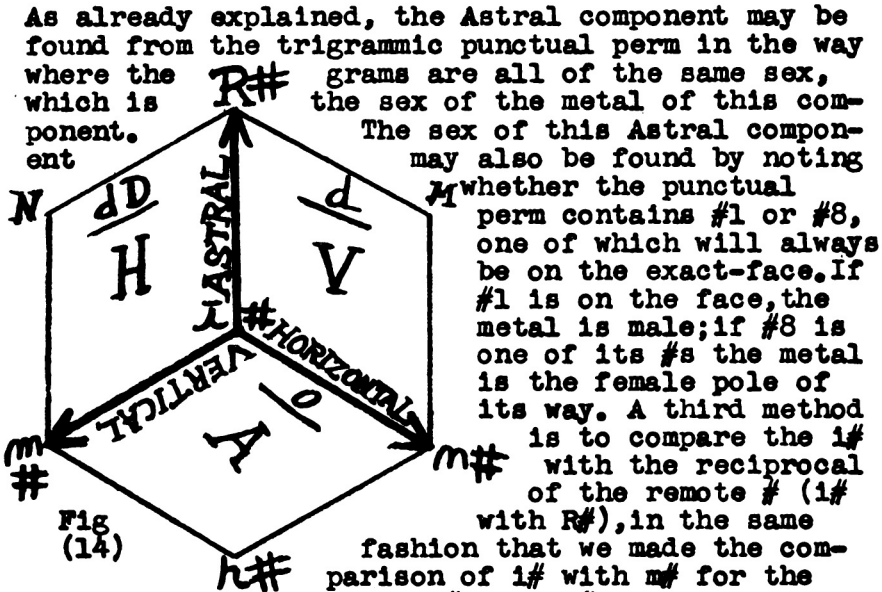 As already explained, the Astral component may be
found from the trigrammic punctual perm in the way
where the grams are all of the same sex,
which is the sex of the metal of this com-
ponent. The sex of this Astral compon-
ent may also be found by noting
whether the punctual
perm contains #1 or #8,
one of which will always
be on the exact-face.If
#1 is on the face,the
metal is male;if #8 is
one of its #s the metal
is the female pole of
its way. A third method
is to compare the i#
with the reciprocal
of the remote # (i#
with R#),in the same
fashion that we made the com-
parison of i# with m# for the
R#
N
dD
H
ASTRAL
d
V
M
i#
VERTICAL
HORIZONTAL
o
A
m
#
n#
Fig
(14)
r#